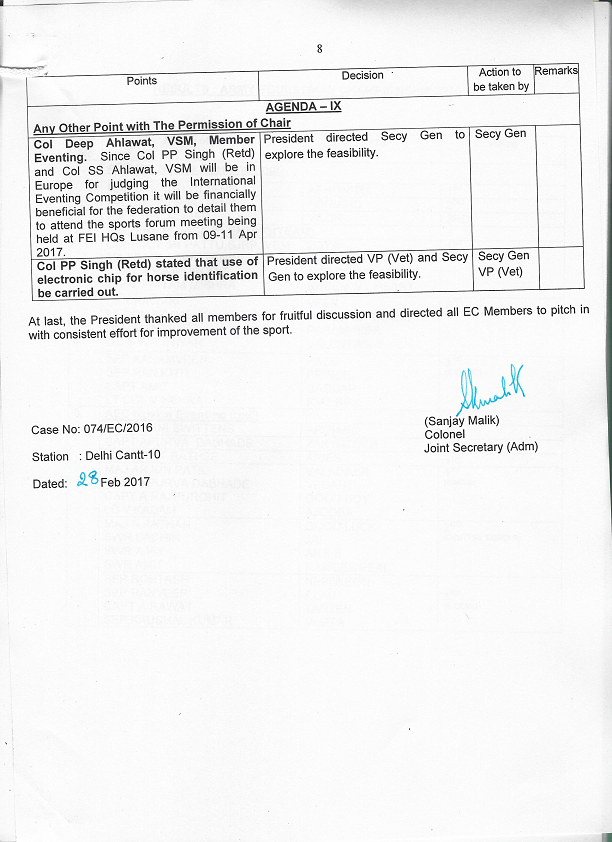 8
Points Decision Action to Remarks
be taken by
AGENDA – IX
Any Other Point with The Permission of Chair
Col Deep Ahlawat, VSM, Member President directed Secy Gen to Secy Gen
Eventing. Since Col PP Singh (Retd) explore the feasibility.
and Col SS Ahlawat, VSM will be in
Europe for judging the International
Eventing Competition it will be financially
beneficial for the federation to detail them
to attend the sports forum meeting being
held at FEI HQs Lusane from 09-11 Apr
2017.
Col PP Singh (Retd) stated that use of President directed VP (Vet) and Secy Secy Gen
electronic chip for horse identification Gen to explore the feasibility. VP (Vet)
be carried out.
At last, the President thanked all members for fruitful discussion and directed all EC Members to pitch in
with consistent effort for improvement of the sport.
(Sanjay Malik)
Case No: 074/EC/2016 Colonel
Joint Secretary (Adm)
Station : Delhi Cantt-10
Dated: 28 Feb 2017